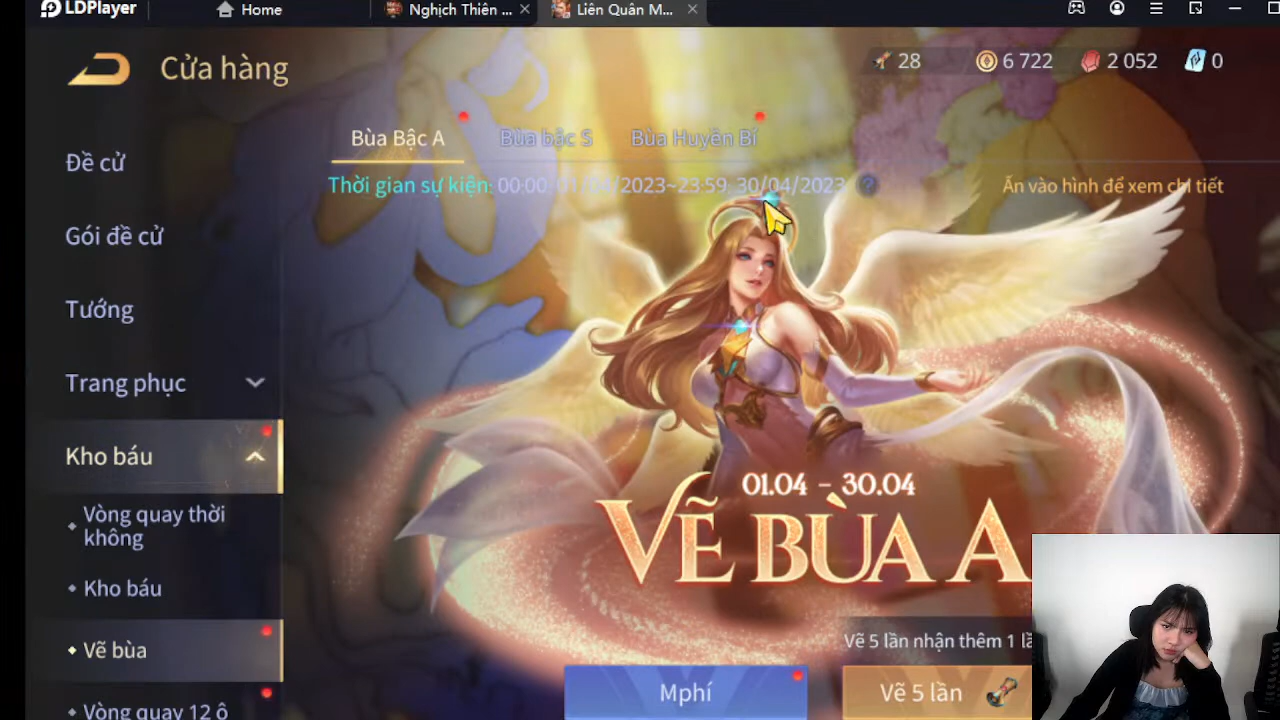 LDPlayer
Home
Nghịch Thiên ...
Liên Quân M...
Cửa hàng
28
6 722
2 052
0
Bùa Bậc A
Bùa bậc S
Bùa Huyền Bí
Thời gian sự kiện: 00:00, 01/04/2023~23:59, 30/04/2023
Ấn vào hình để xem chi tiết
Đề cử
Gói đề cử
Tướng
Trang phục
Kho báu
Vòng quay thời
không
Kho báu
Vẽ bùa
Vòng quay 12 ô
01.04 - 30.04
VẼ BÙA A
Vẽ 5 lần nhận thêm 1
Mphí
Vẽ 5 lần